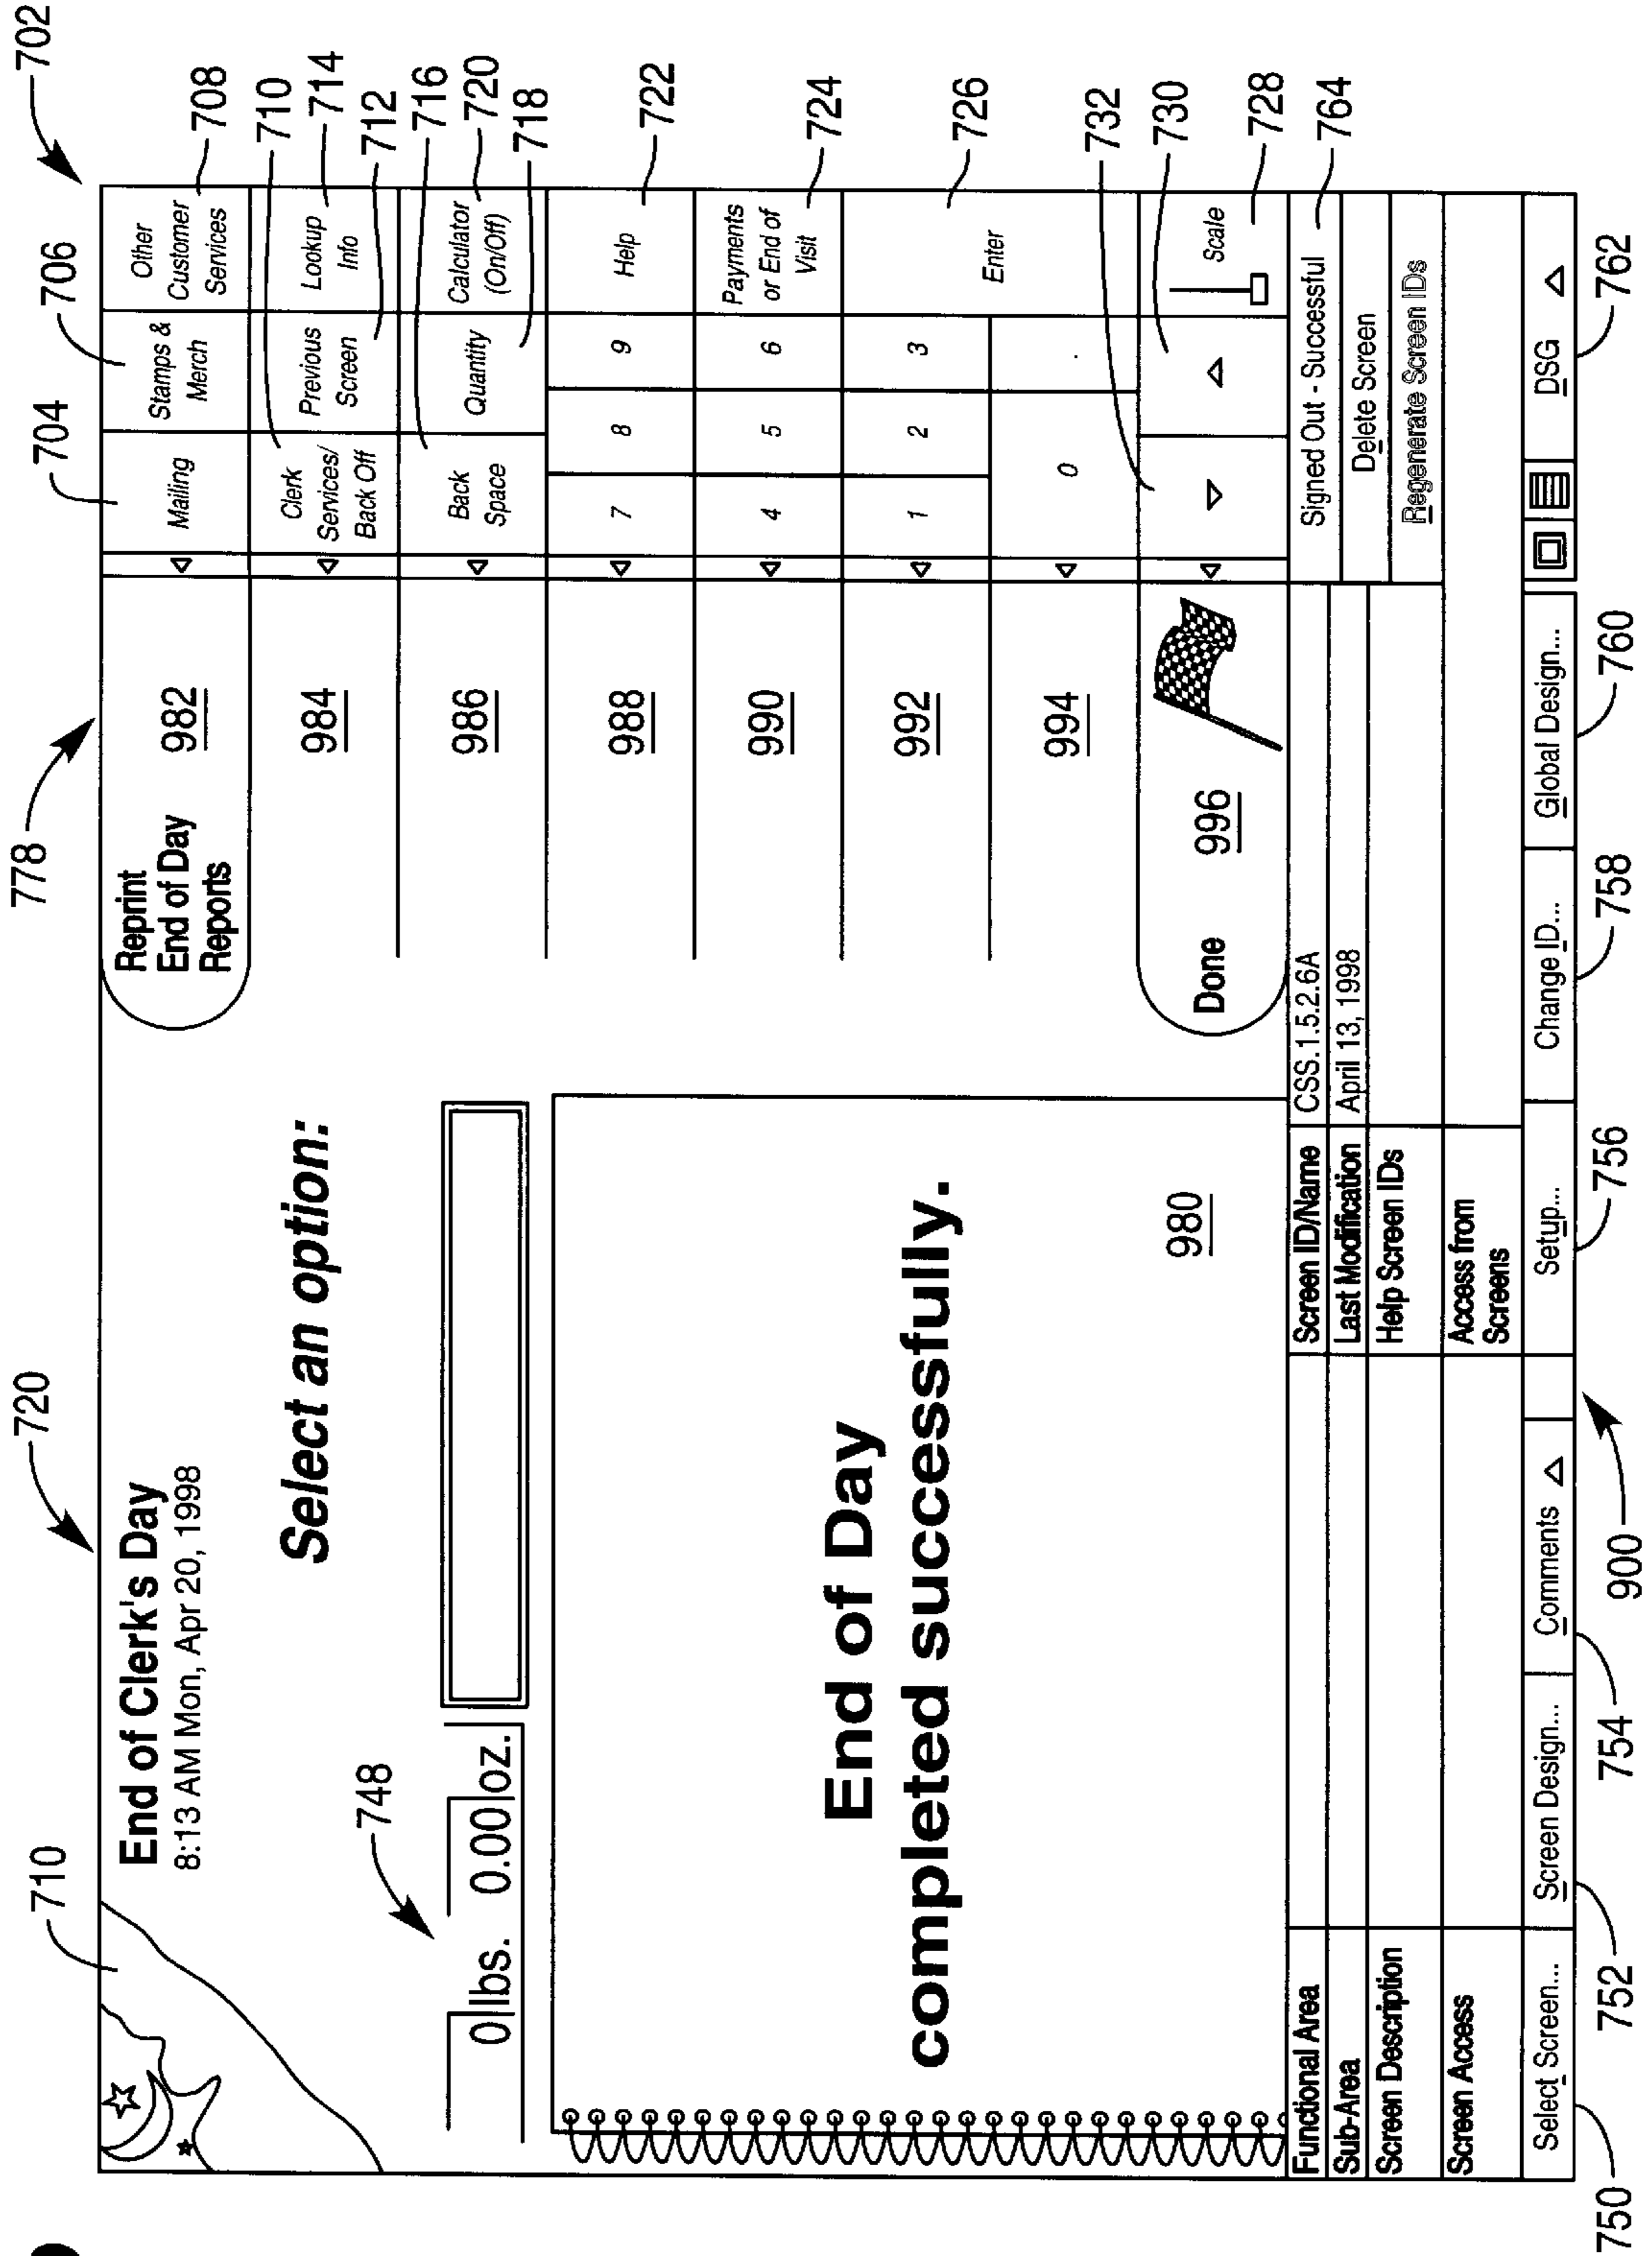 720
778
702
710
704
706
End of Clerk's Day
8:13 AM Mon, Apr 20, 1998
Select an option:
748
0 lbs. 0.00 oz.
End of Day
completed successfully.
980
Reprint
End of Day
Reports
982
984
986
988
990
992
994
Done 996
Mailing
Stamps &
Merch
Other
Customer
Services
708
Clerk
Services/
Back Off
Previous
Screen
Lookup
Info
710
714
712
Back
Space
Quantity
Calculator
(On/Off)
716
720
718
7 8 9
Help
722
4 5 6
Payments
or End of
Visit
724
1 2 3
0 .
Enter
726
Scale
732
730
728
Functional Area
Screen ID/Name CSS.1.5.2.6A
Signed Out - Successful
764
Sub-Area
Last Modification April 13, 1998
Delete Screen
Screen Description
Help Screen IDs
Regenerate Screen IDs
Screen Access
Access from
Screens
Select Screen... Screen Design... Comments Setup... Change ID... Global Design... DSG
750
752
754
900
756
758
760
762